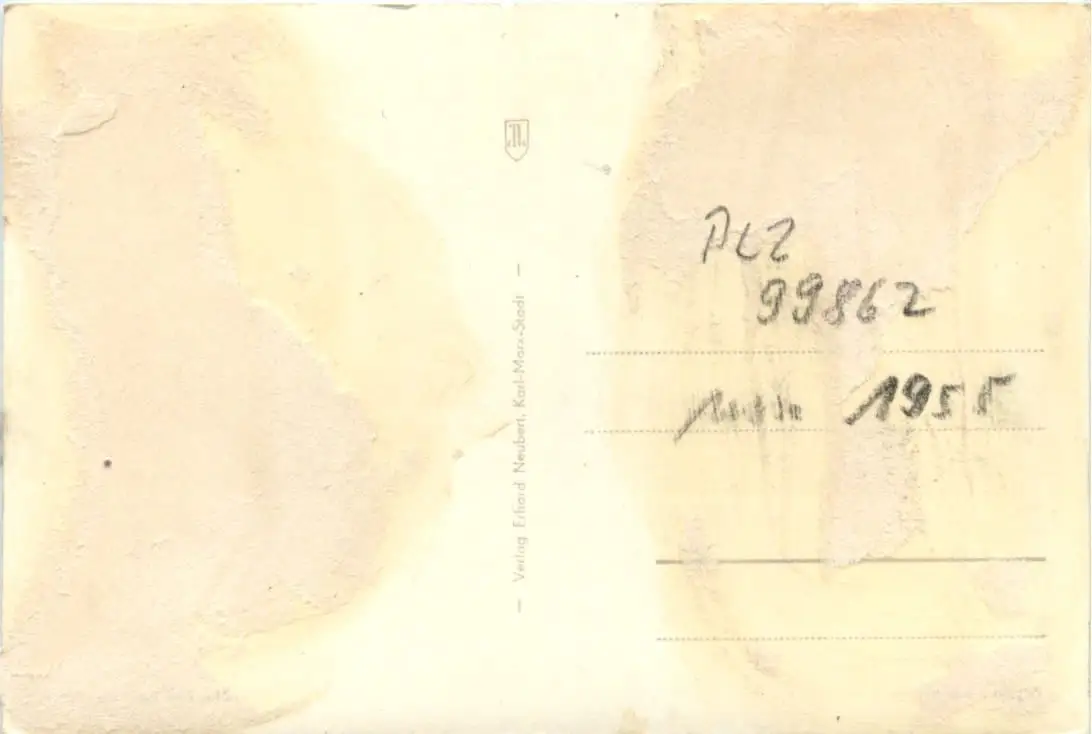 N
— Verlag Erhard Neubert, Karl-Marx-Stadt —
PLZ
99862
1955